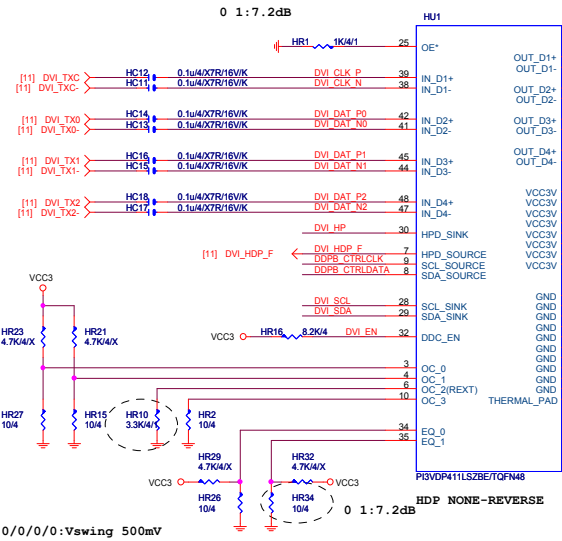 0 1:7.2dB
HU1
HR1 1K/4/1 25 OE*
OUT_D1+
OUT_D1-
[11] DVI_TXC HC12 0.1u/4/X7R/16V/K DVI_CLK_P 39 IN_D1+
[11] DVI_TXC- HC11 0.1u/4/X7R/16V/K DVI_CLK_N 38 IN_D1-
OUT_D2+
OUT_D2-
[11] DVI_TX0 HC14 0.1u/4/X7R/16V/K DVI_DAT_P0 42 IN_D2+ OUT_D3+
[11] DVI_TX0- HC13 0.1u/4/X7R/16V/K DVI_DAT_N0 41 IN_D2- OUT_D3-
OUT_D4+
[11] DVI_TX1 HC16 0.1u/4/X7R/16V/K DVI_DAT_P1 45 IN_D3+ OUT_D4-
[11] DVI_TX1- HC15 0.1u/4/X7R/16V/K DVI_DAT_N1 44 IN_D3-
VCC3V
[11] DVI_TX2 HC18 0.1u/4/X7R/16V/K DVI_DAT_P2 48 IN_D4+ VCC3V
[11] DVI_TX2- HC17 0.1u/4/X7R/16V/K DVI_DAT_N2 47 IN_D4- VCC3V
VCC3V
DVI_HP 30 HPD_SINK VCC3V
VCC3V
[11] DVI_HDP_F DVI_HDP_F 7 HPD_SOURCE VCC3V
DDPB_CTRLCLK 9 SCL_SOURCE VCC3V
DDPB_CTRLDATA 8 SDA_SOURCE
VCC3
GND
DVI_SCL 28 SCL_SINK GND
DVI_SDA 29 SDA_SINK GND
GND
HR23 HR21 VCC3 HR16 8.2K/4 DVI_EN 32 DDC_EN GND
4.7K/4/X 4.7K/4/X GND
GND
3 OC_0 GND
4 OC_1 GND
6 OC_2(REXT) GND
10 OC_3 THERMAL_PAD
HR27 HR15 HR10 HR2
10/4 10/4 3.3K/4/1 10/4
34 EQ_0
35 EQ_1
HR29 HR32
4.7K/4/X 4.7K/4/X
VCC3 VCC3
PI3VDP411LSZBE/TQFN48
HR26 HR34
10/4 10/4
HDP NONE-REVERSE
0 1:7.2dB
0/0/0/0:Vswing 500mV